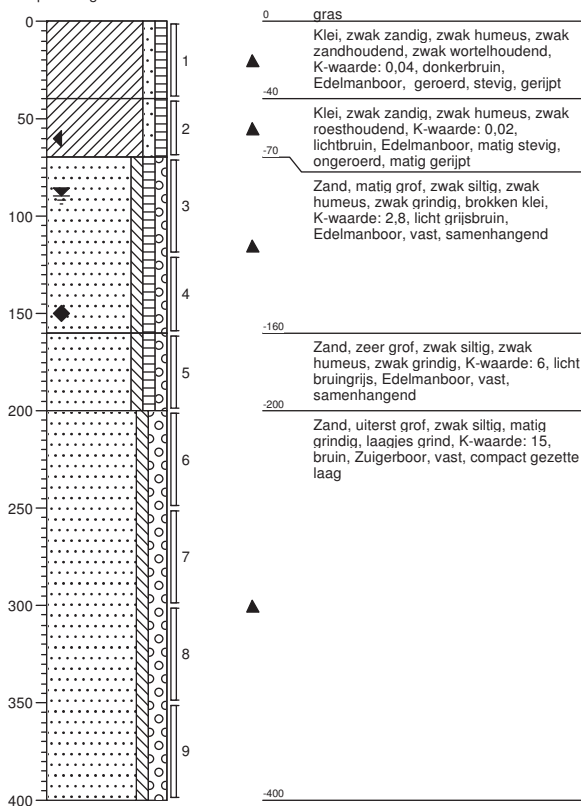 0
gras
Klei, zwak zandig, zwak humeus, zwak
zandhoudend, zwak wortelhoudend,
K-waarde: 0,04, donkerbruin,
Edelmanboor, geroerd, stevig, gerijpt
-40
Klei, zwak zandig, zwak humeus, zwak
roesthoudend, K-waarde: 0,02,
lichtbruin, Edelmanboor, matig stevig,
ongeroerd, matig gerijpt
-70
Zand, matig grof, zwak siltig, zwak
humeus, zwak grindig, brokken klei,
K-waarde: 2,8, licht grijsbruin,
Edelmanboor, vast, samenhangend
-160
Zand, zeer grof, zwak siltig, zwak
humeus, zwak grindig, K-waarde: 6, licht
bruingrijs, Edelmanboor, vast,
samenhangend
-200
Zand, uiterst grof, zwak siltig, matig
grindig, laagjes grind, K-waarde: 15,
bruin, Zuigerboor, vast, compact gezette
laag
-400
0
50
100
150
200
250
300
350
400
1
2
3
4
5
6
7
8
9